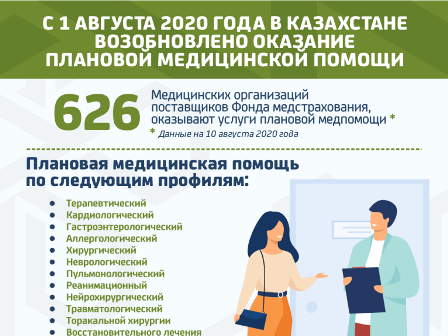 С 1 АВГУСТА 2020 ГОДА В КАЗАХСТАНЕ
ВОЗОБНОВЛЕНО ОКАЗАНИЕ
ПЛАНОВОЙ МЕДИЦИНСКОЙ ПОМОЩИ
626
Медицинских организаций
поставщиков Фонда медстрахования,
оказывают услуги плановой медпомощи *
* Данные на 10 августа 2020 года
Плановая медицинская помощь
по следующим профилям:
● Терапевтический
● Кардиологический
● Гастроэнтерологический
● Аллергологический
● Хирургический
● Неврологический
● Пульмонологический
● Реанимационный
● Нейрохирургический
● Травматологический
● Торакальной хирургии
● Восстановительного лечения